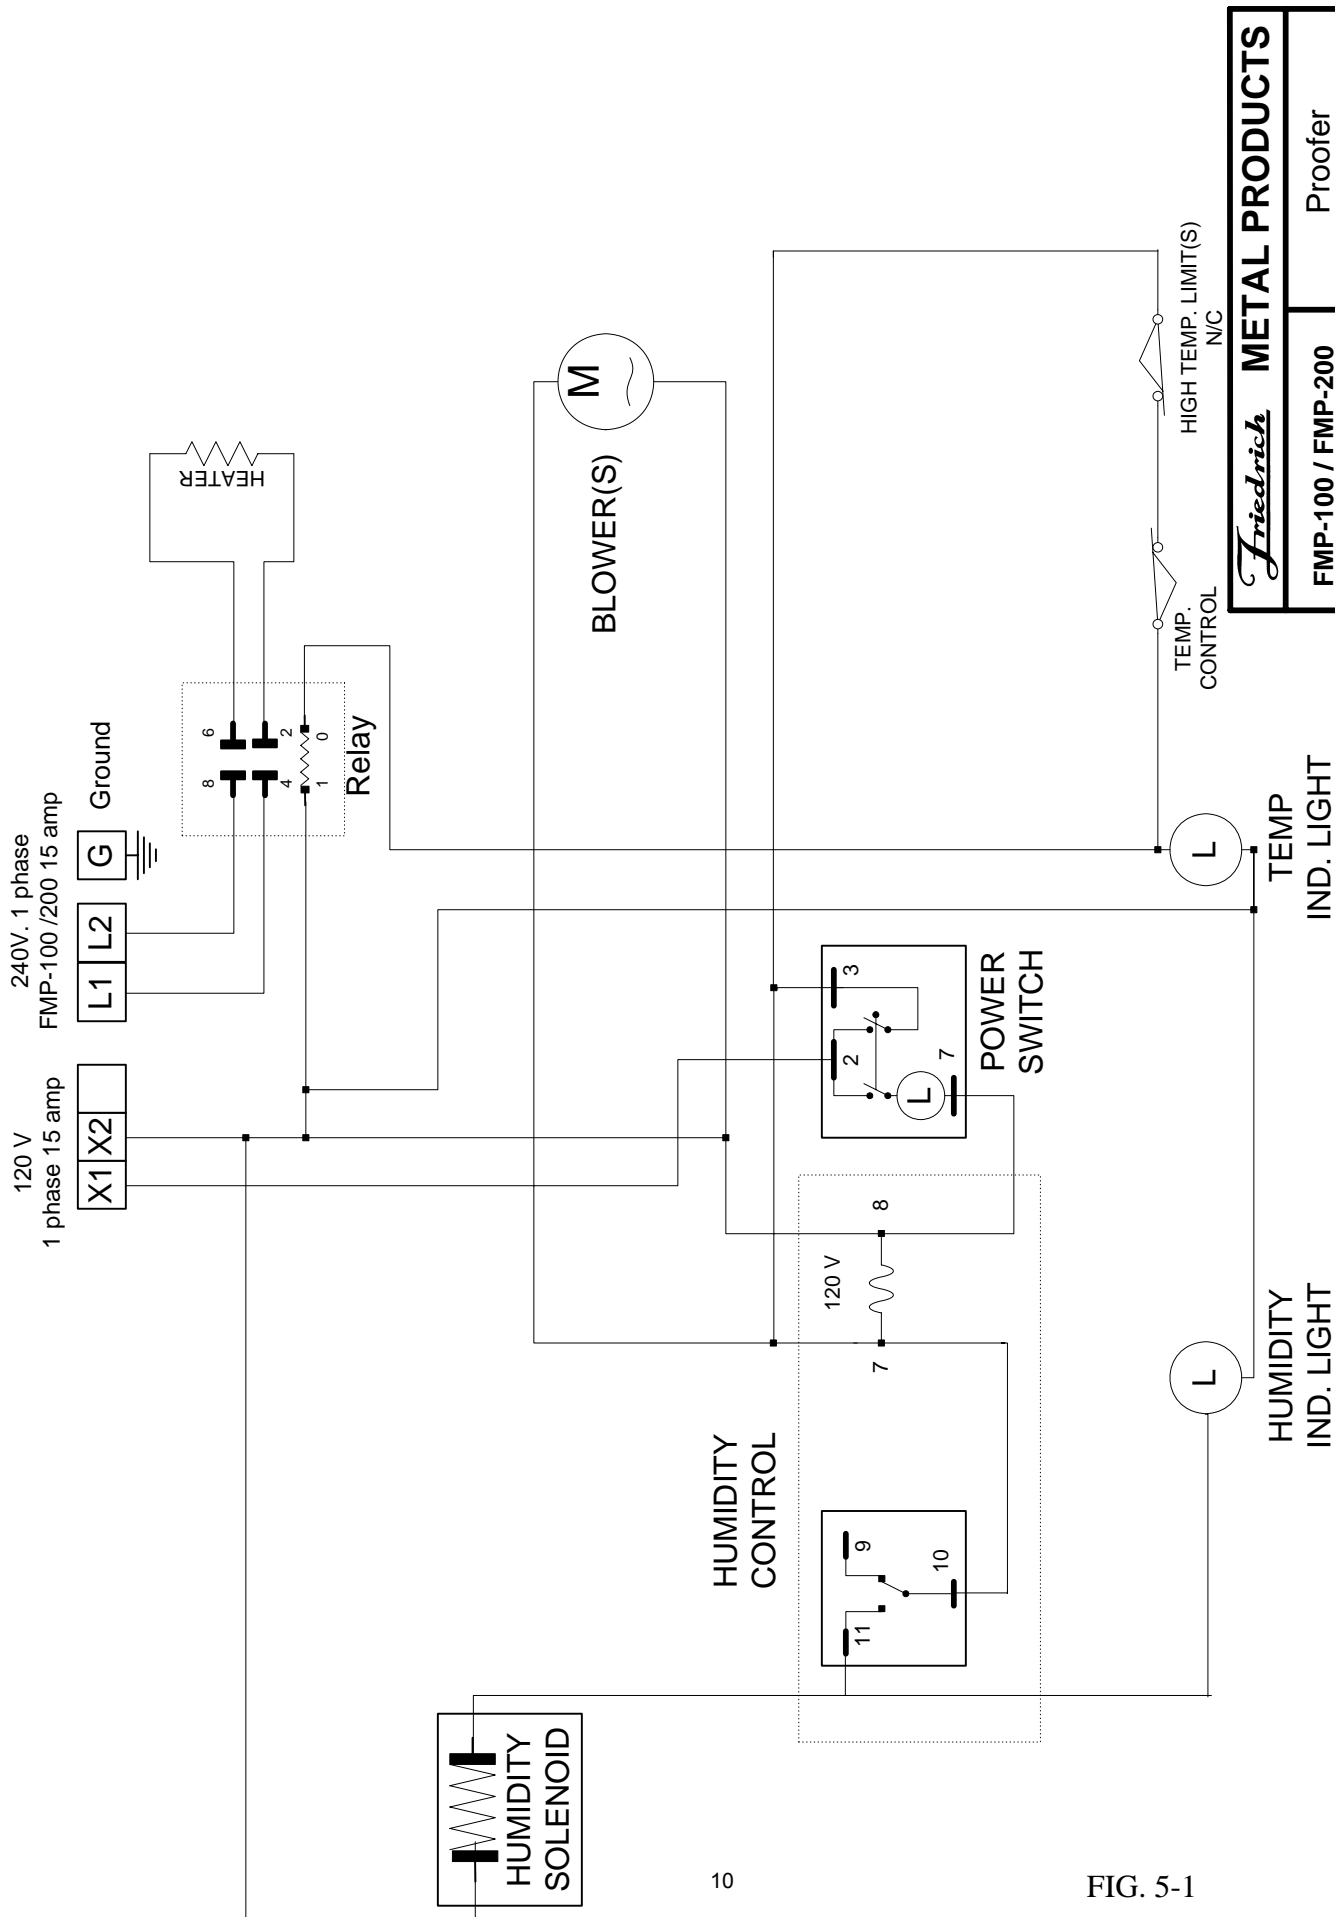 120 V
1 phase 15 amp
X1 X2
240V. 1 phase
FMP-100 /200 15 amp
L1 L2 G
Ground
8 6
4 2
1 0
Relay
HEATER
M
BLOWER(S)
HUMIDITY
SOLENOID
HUMIDITY
CONTROL
11 9
10
7
120 V
8
2 3
L 7
POWER
SWITCH
L
HUMIDITY
IND. LIGHT
L
TEMP
IND. LIGHT
TEMP.
CONTROL
HIGH TEMP. LIMIT(S)
N/C
Friedrich METAL PRODUCTS
FMP-100 / FMP-200
Proofer
10
FIG. 5-1